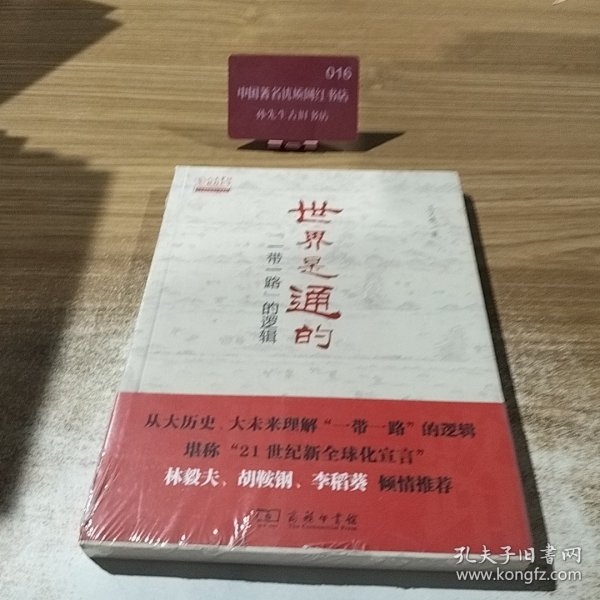 016
中国著名优质网红书店
孙先生古旧书店
世界是通的
“一带一路”的逻辑
从大历史、大未来理解“一带一路”的逻辑
堪称“21世纪新全球化宣言”
林毅夫、胡鞍钢、李稻葵 倾情推荐
商务印书馆
The Commercial Press
孔夫子旧书网
www.kongfz.com